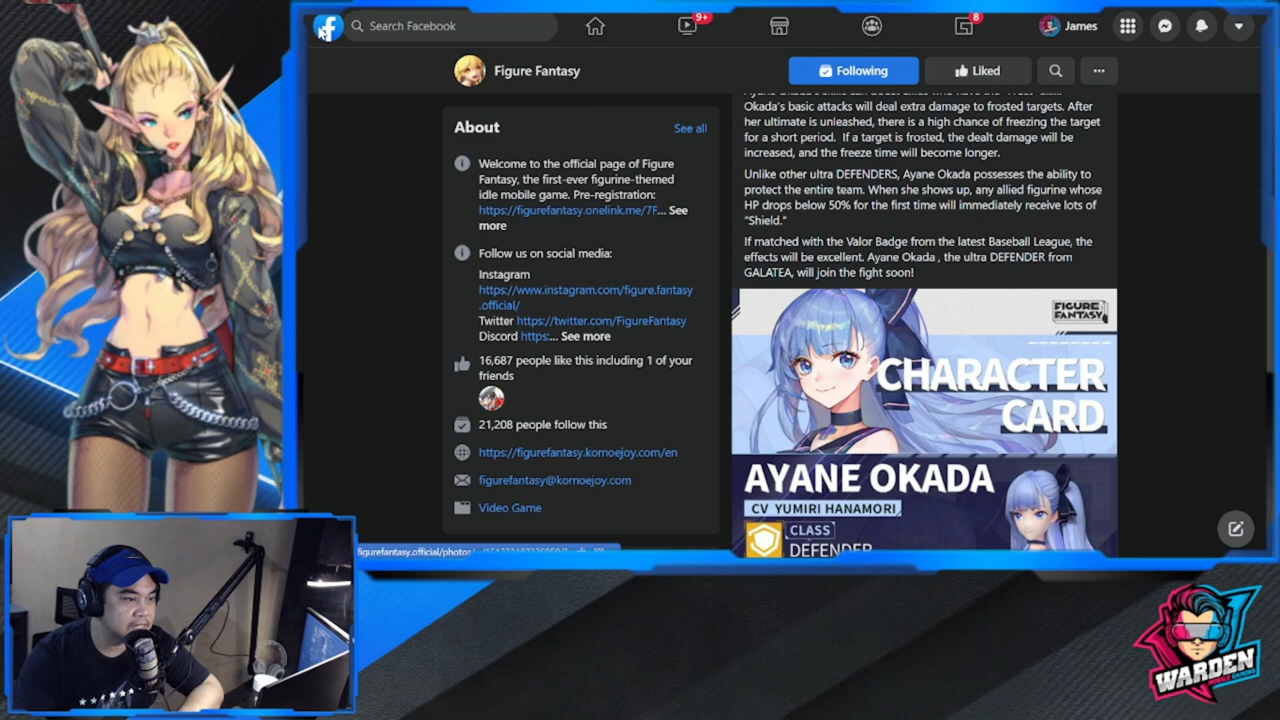 Search Facebook
9+
8
James
Figure Fantasy
Following
Liked
About
See all
Welcome to the official page of Figure
Fantasy, the first-ever figurine-themed
idle mobile game. Pre-registration:
https://figurefantasy.onelink.me/7F... See
more
Follow us on social media:
Instagram
https://www.instagram.com/figure.fantasy
.official/
Twitter https://twitter.com/FigureFantasy
Discord https:... See more
16,687 people like this including 1 of your
friends
21,208 people follow this
https://figurefantasy.komoejoy.com/en
figurefantasy@komoejoy.com
Video Game
Okada's basic attacks will deal extra damage to frosted targets. After
her ultimate is unleashed, there is a high chance of freezing the target
for a short period. If a target is frosted, the dealt damage will be
increased, and the freeze time will become longer.
Unlike other ultra DEFENDERS, Ayane Okada possesses the ability to
protect the entire team. When she shows up, any allied figurine whose
HP drops below 50% for the first time will immediately receive lots of
"Shield."
If matched with the Valor Badge from the latest Baseball League, the
effects will be excellent. Ayane Okada , the ultra DEFENDER from
GALATEA, will join the fight soon!
FIGURE
FANTASY
CHARACTER
CARD
AYANE OKADA
CV YUMIRI HANAMORI
CLASS
DEFENDER
figurefantasy.official/photos/
WARDEN
MOBILE GAMING